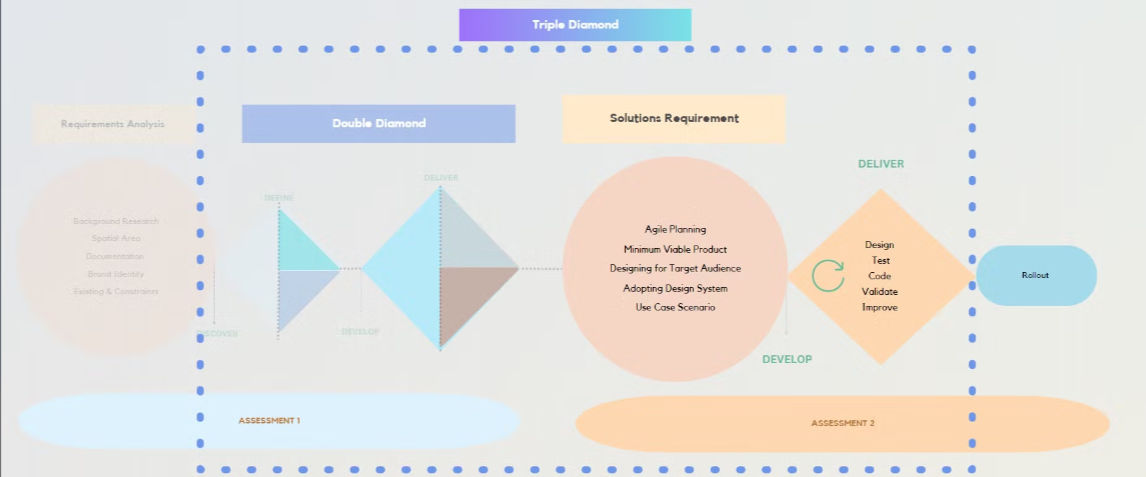 Triple Diamond
Requirements Analysis
Double Diamond
Solutions Requirement
Background Research
Spatial Area
Documentation
Brand Identity
Existing & Constraints
DISCOVER
DEFINE
DEVELOP
DELIVER
Agile Planning
Minimum Viable Product
Designing for Target Audience
Adopting Design System
Use Case Scenario
DEVELOP
DELIVER
Design
Test
Code
Validate
Improve
Rollout
ASSESSMENT 1
ASSESSMENT 2